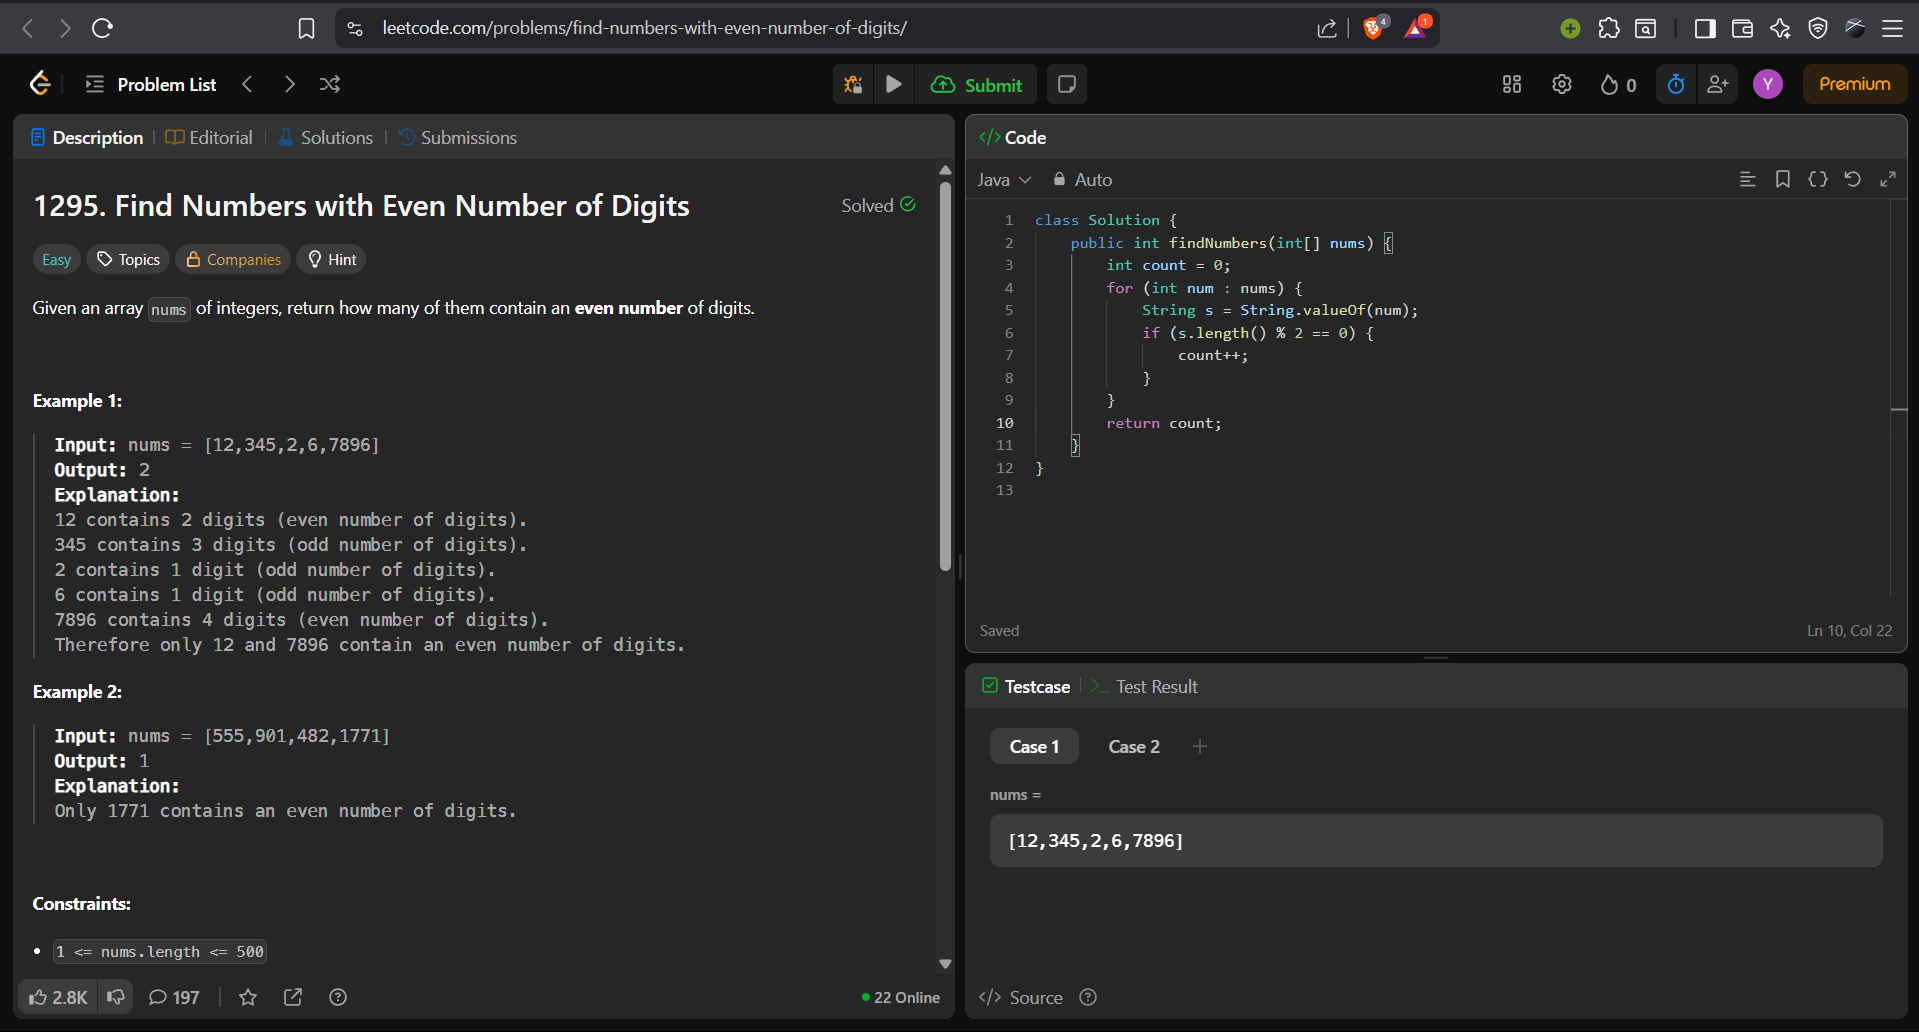 leetcode.com/problems/find-numbers-with-even-number-of-digits/
4
1
Problem List
Submit
0
Y
Premium
Description
Editorial
Solutions
Submissions
1295. Find Numbers with Even Number of Digits
Solved
Easy
Topics
Companies
Hint
Given an array nums of integers, return how many of them contain an even number of digits.
Example 1:
Input: nums = [12,345,2,6,7896]
Output: 2
Explanation:
12 contains 2 digits (even number of digits).
345 contains 3 digits (odd number of digits).
2 contains 1 digit (odd number of digits).
6 contains 1 digit (odd number of digits).
7896 contains 4 digits (even number of digits).
Therefore only 12 and 7896 contain an even number of digits.
Example 2:
Input: nums = [555,901,482,1771]
Output: 1
Explanation:
Only 1771 contains an even number of digits.
Constraints:
• 1 <= nums.length <= 500
2.8K
197
22 Online
</> Code
Java
Auto
1 class Solution {
2     public int findNumbers(int[] nums) {
3         int count = 0;
4         for (int num : nums) {
5             String s = String.valueOf(num);
6             if (s.length() % 2 == 0) {
7                 count++;
8             }
9         }
10         return count;
11     }
12 }
13
Saved
Ln 10, Col 22
Testcase
Test Result
Case 1
Case 2
+
nums =
[12,345,2,6,7896]
</> Source